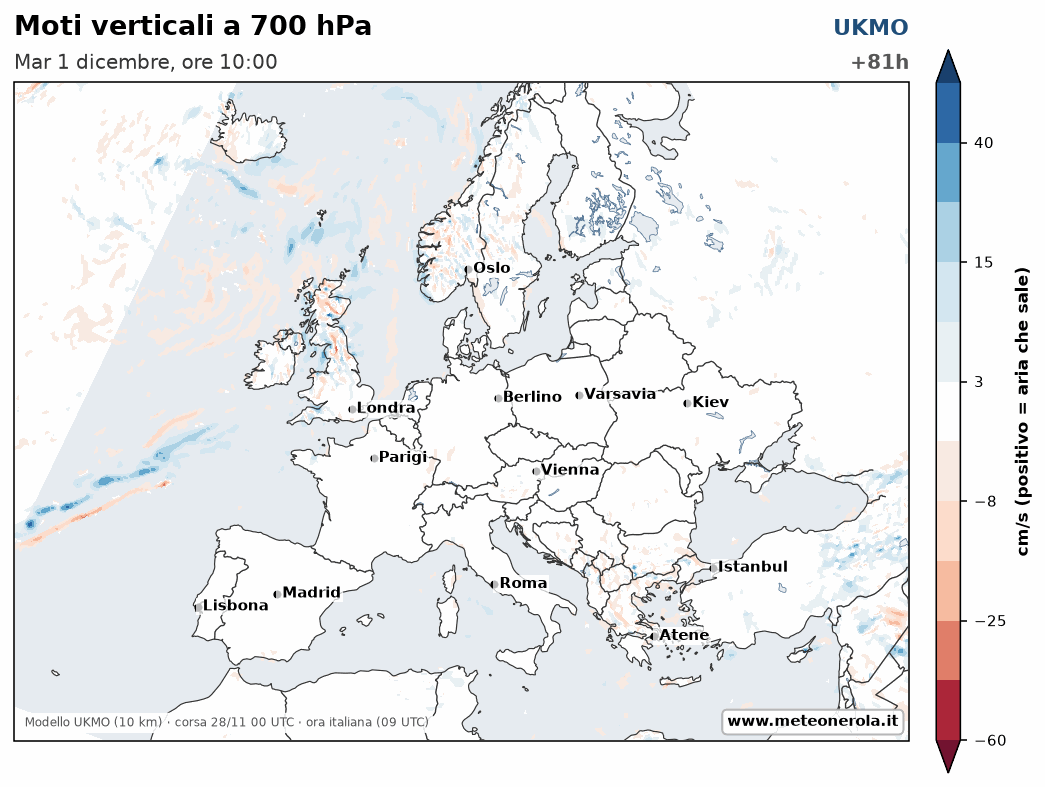 Moti verticali a 700 hPa
UKMO
Mar 1 dicembre, ore 10:00
+81h
40
15
3
−8
−25
−60
cm/s (positivo = aria che sale)
Oslo
Londra
Berlino
Varsavia
Kiev
Parigi
Vienna
Istanbul
Roma
Madrid
Lisbona
Atene
Modello UKMO (10 km) · corsa 28/11 00 UTC · ora italiana (09 UTC)
www.meteonerola.it